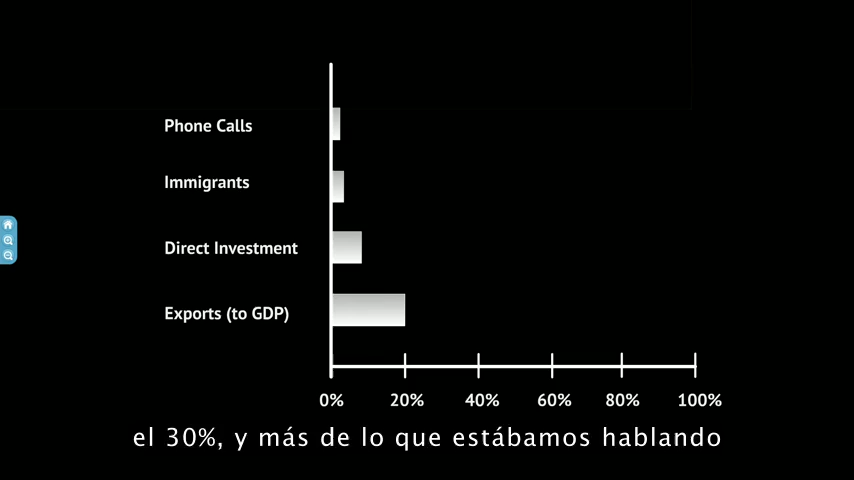 Phone Calls
Immigrants
Direct Investment
Exports (to GDP)
0% 20% 40% 60% 80% 100%
el 30%, y más de lo que estábamos hablando